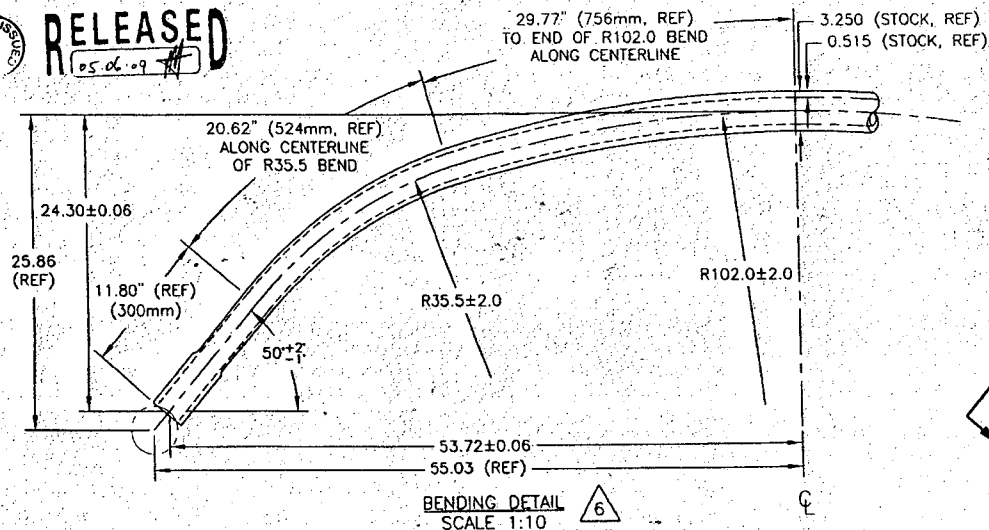 ISSUED
RELEASED
05.06.09
29.77" (756mm, REF)
TO END OF R102.0 BEND
ALONG CENTERLINE
3.250 (STOCK, REF)
0.515 (STOCK, REF)
20.62" (524mm, REF)
ALONG CENTERLINE
OF R35.5 BEND
24.30±0.06
25.86
(REF)
11.80" (REF)
(300mm)
R35.5±2.0
R102.0±2.0
50°+2°
-1°
53.72±0.06
55.03 (REF)
BENDING DETAIL
SCALE 1:10
6
℄